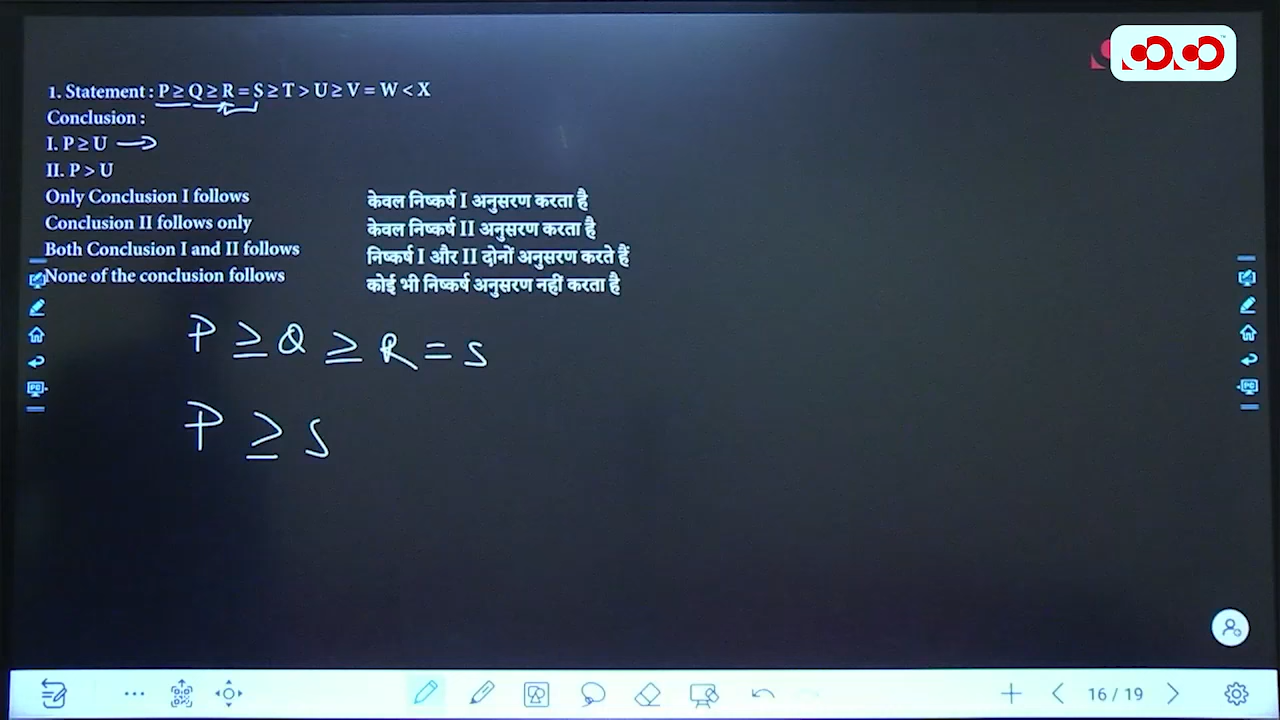 1. Statement : P ≥ Q ≥ R = S ≥ T > U ≥ V = W < X
Conclusion :
I. P ≥ U
II. P > U
Only Conclusion I follows
केवल निष्कर्ष I अनुसरण करता है
Conclusion II follows only
केवल निष्कर्ष II अनुसरण करता है
Both Conclusion I and II follows
निष्कर्ष I और II दोनों अनुसरण करते हैं
None of the conclusion follows
कोई भी निष्कर्ष अनुसरण नहीं करता है
P ≥ Q ≥ R = S
P ≥ S
16 / 19